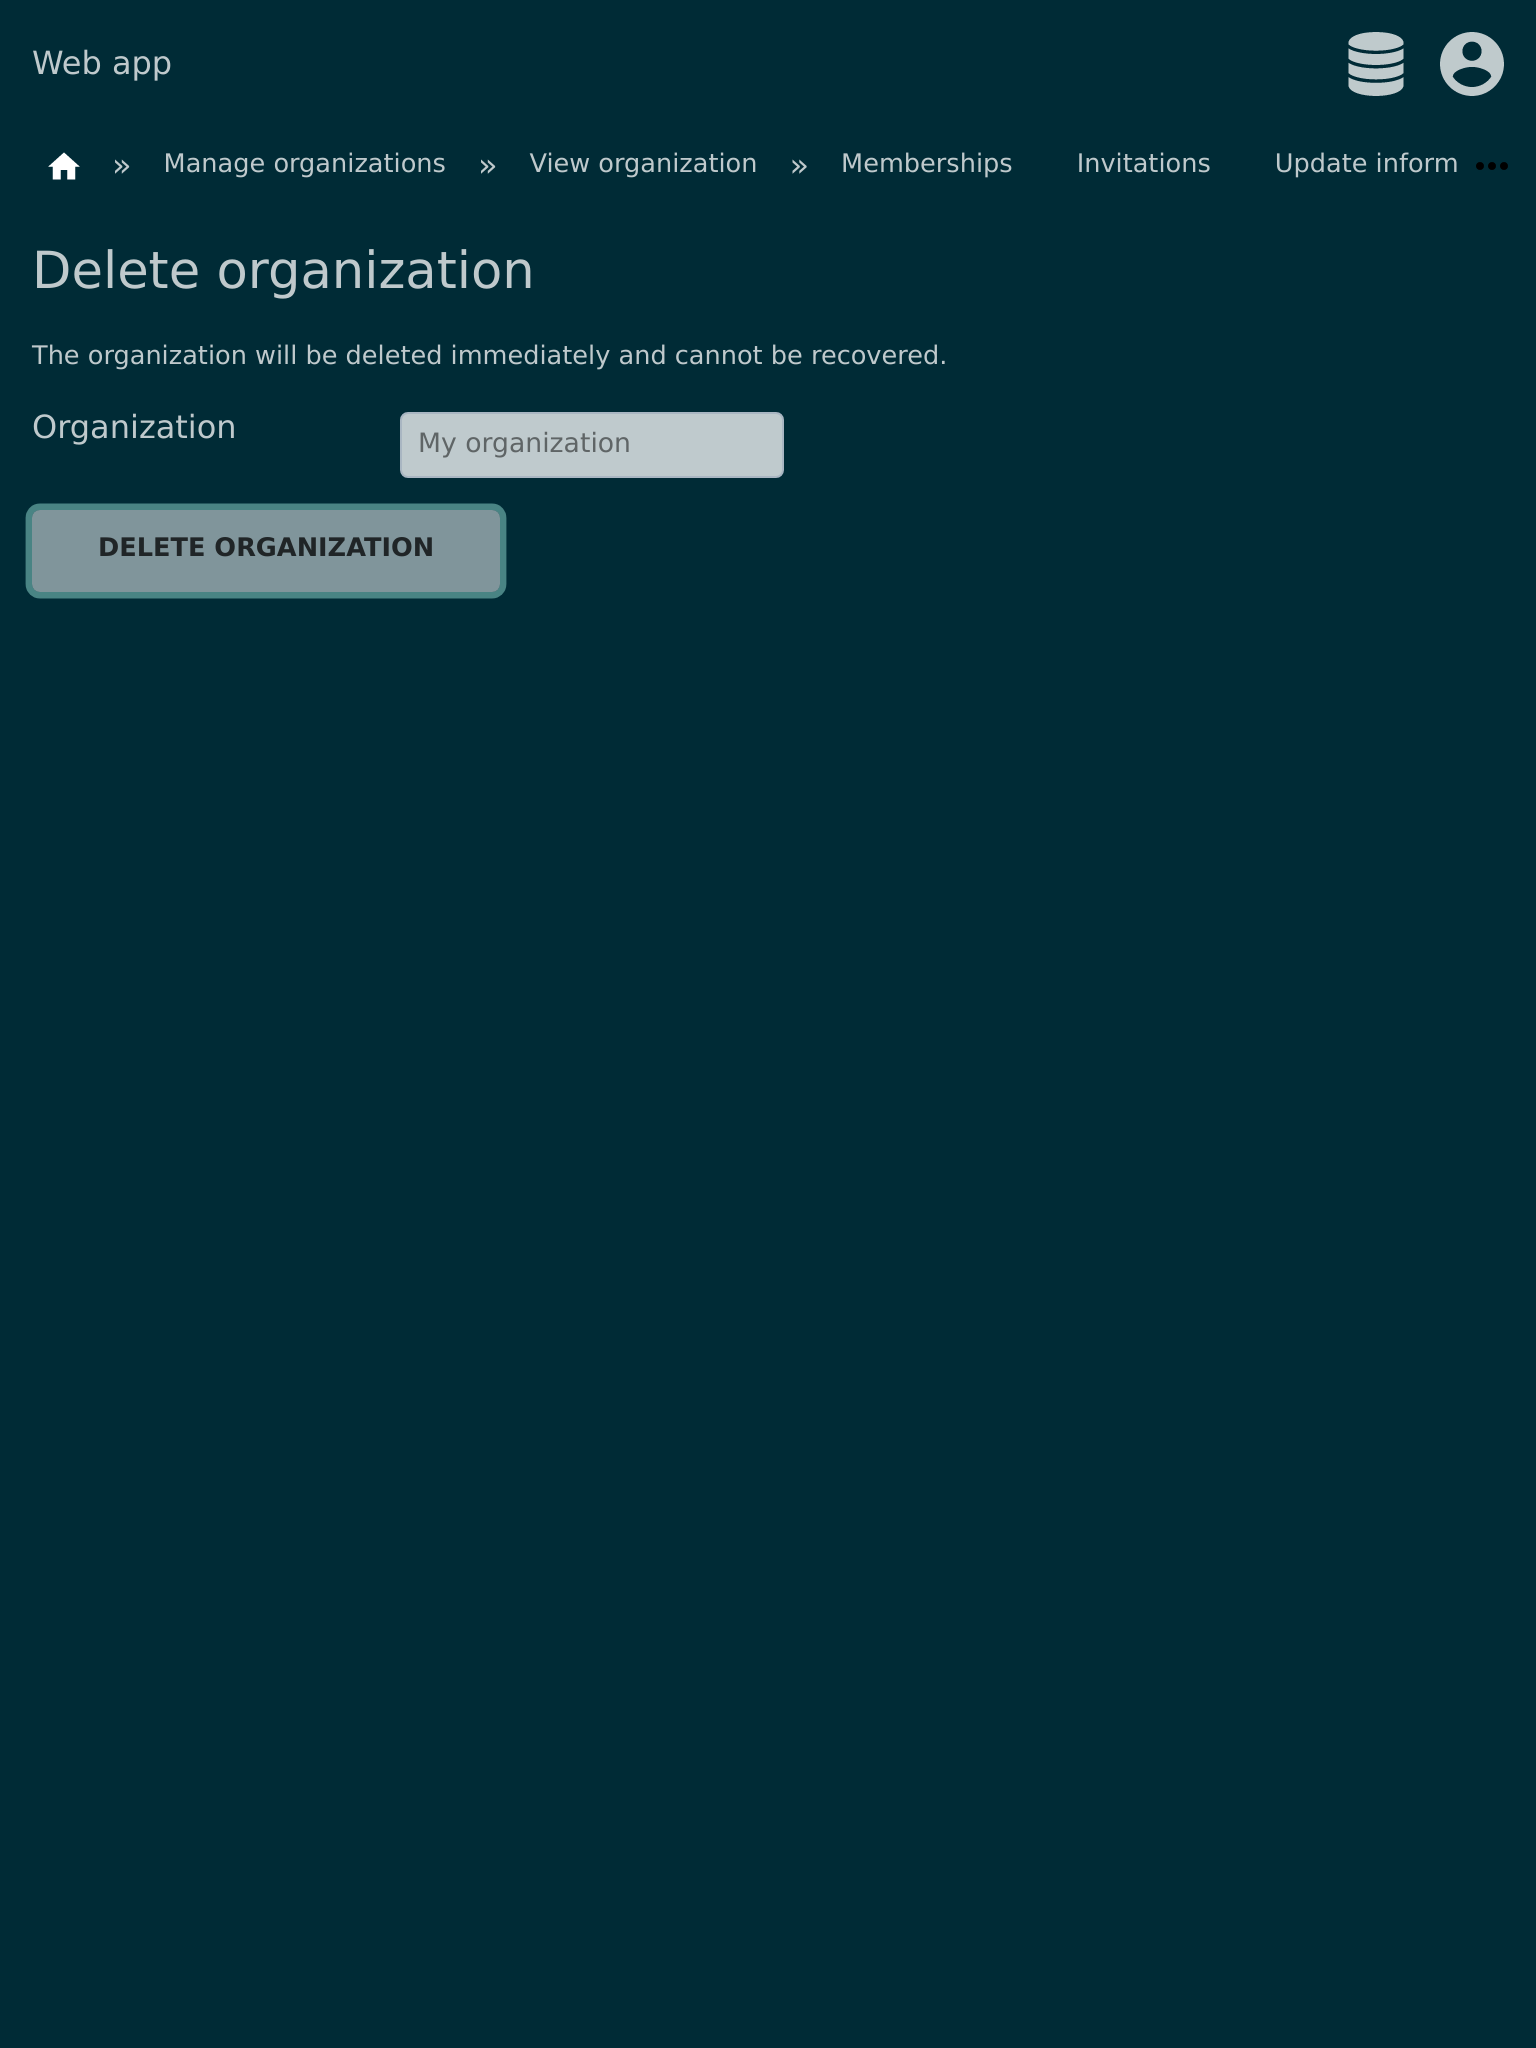 Web app
» Manage organizations » View organization » Memberships Invitations Update inform •••
Delete organization
The organization will be deleted immediately and cannot be recovered.
Organization My organization
DELETE ORGANIZATION